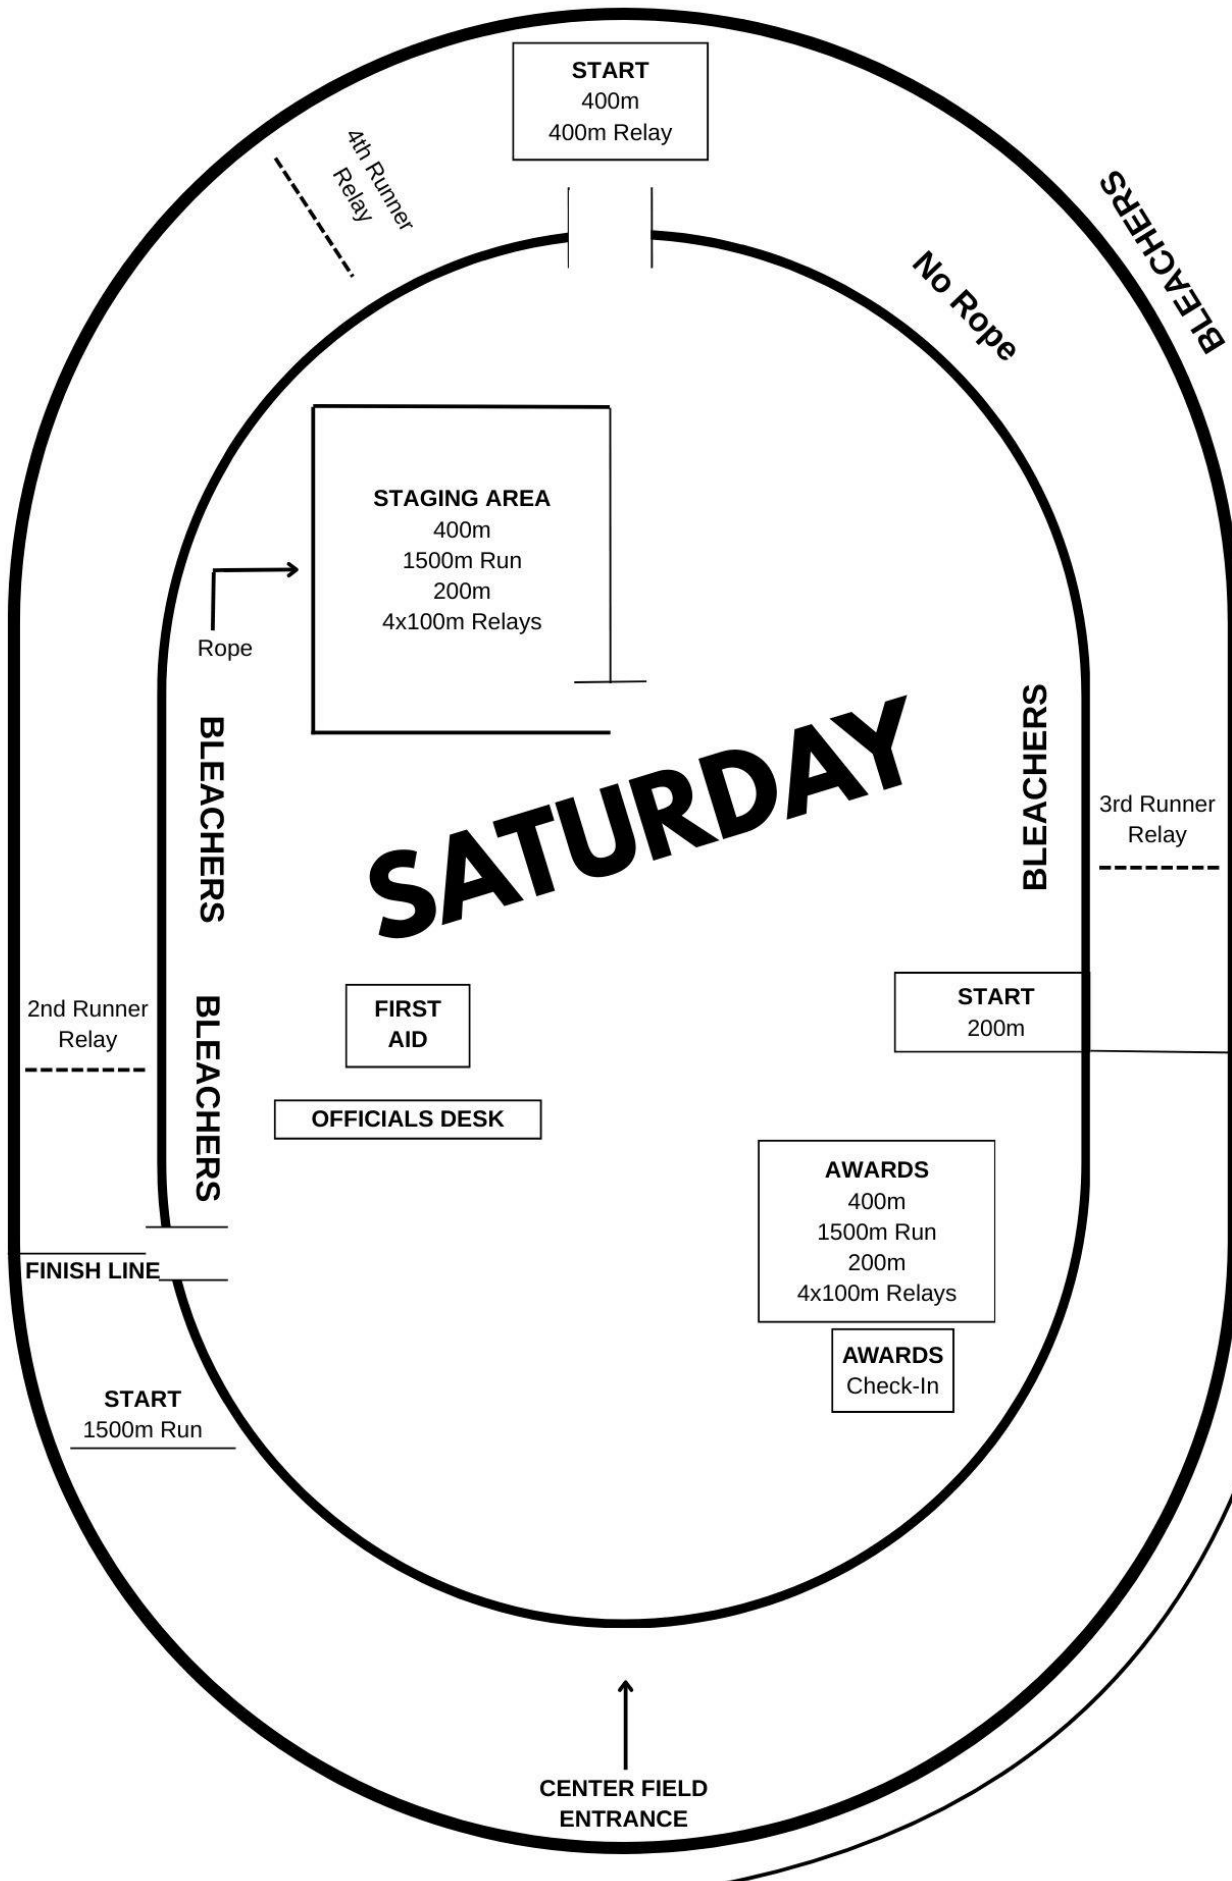 START
400m
400m Relay
4th Runner
Relay
BLEACHERS
No Rope
STAGING AREA
400m
1500m Run
200m
4x100m Relays
Rope
BLEACHERS
SATURDAY
BLEACHERS
3rd Runner
Relay
2nd Runner
Relay
BLEACHERS
FIRST
AID
START
200m
OFFICIALS DESK
AWARDS
400m
1500m Run
200m
4x100m Relays
FINISH LINE
AWARDS
Check-In
START
1500m Run
CENTER FIELD
ENTRANCE